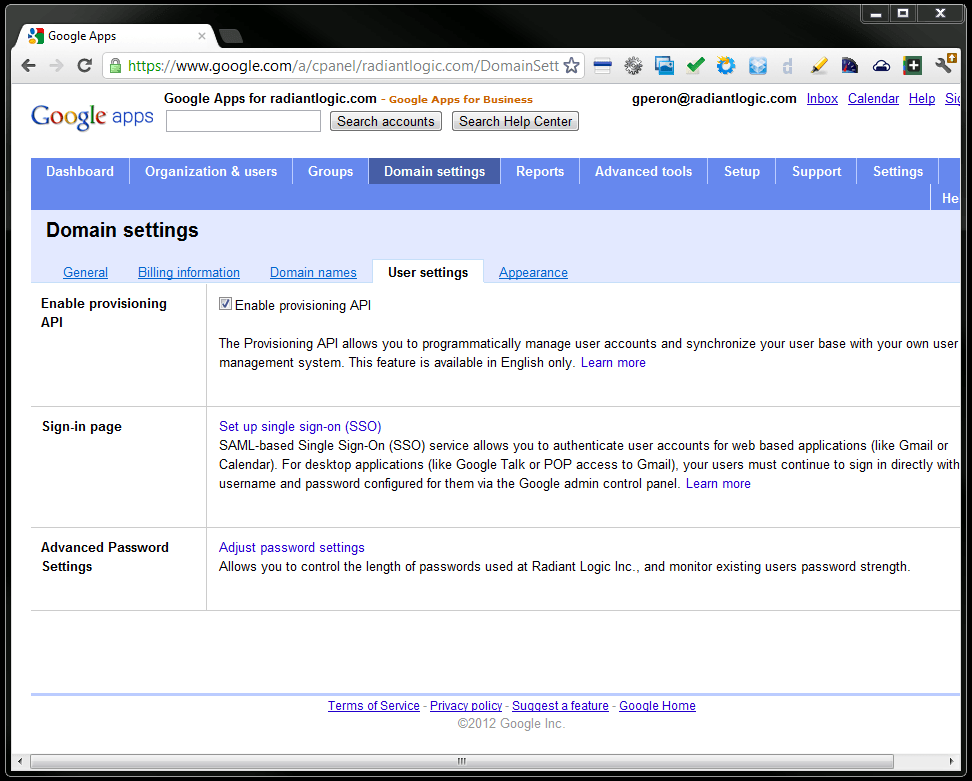 Google Apps
https://www.google.com/a/cpanel/radiantlogic.com/DomainSett
Google apps
Google Apps for radiantlogic.com - Google Apps for Business
gperon@radiantlogic.com Inbox Calendar Help Sig
Search accounts Search Help Center
Dashboard Organization & users Groups Domain settings Reports Advanced tools Setup Support Settings
He
Domain settings
General Billing information Domain names User settings Appearance
Enable provisioning
API
Enable provisioning API
The Provisioning API allows you to programmatically manage user accounts and synchronize your user base with your own user
management system. This feature is available in English only. Learn more
Sign-in page
Set up single sign-on (SSO)
SAML-based Single Sign-On (SSO) service allows you to authenticate user accounts for web based applications (like Gmail or
Calendar). For desktop applications (like Google Talk or POP access to Gmail), your users must continue to sign in directly with
username and password configured for them via the Google admin control panel. Learn more
Advanced Password
Settings
Adjust password settings
Allows you to control the length of passwords used at Radiant Logic Inc., and monitor existing users password strength.
Terms of Service - Privacy policy - Suggest a feature - Google Home
©2012 Google Inc.